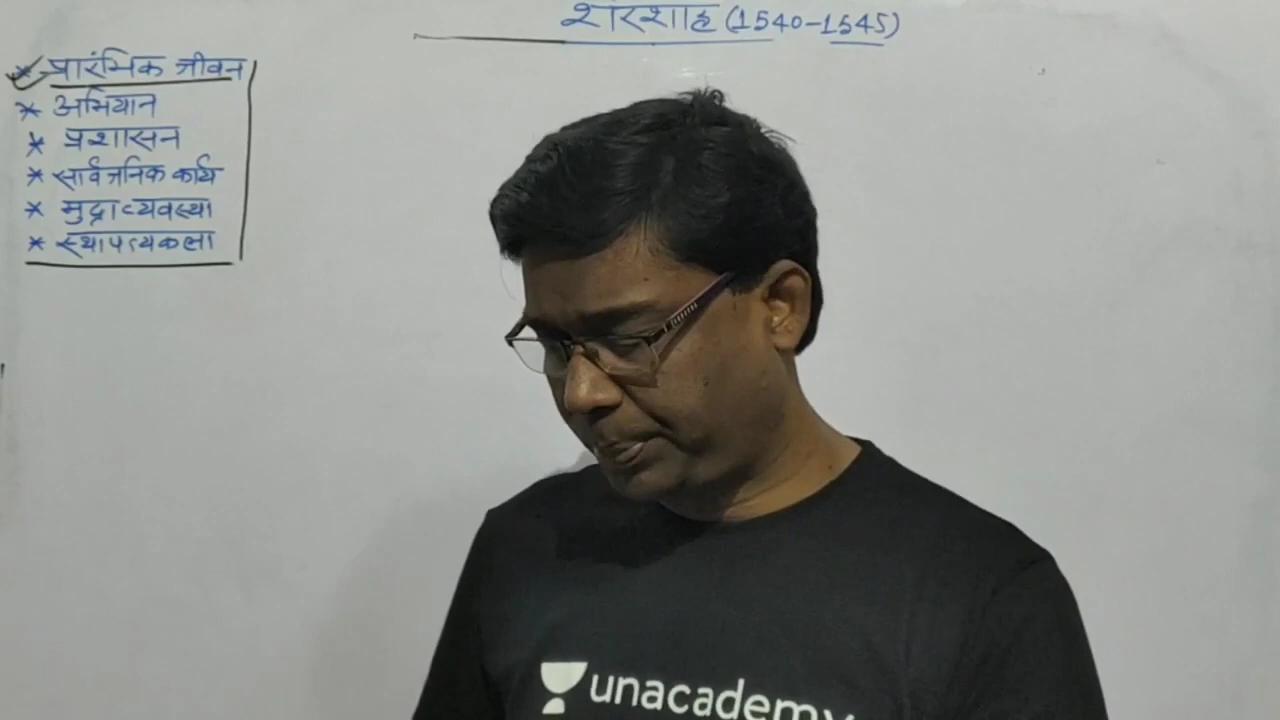 शेरशाह (1540-1545)
* प्रारंभिक जीवन
* अभियान
* प्रशासन
* सार्वजनिक कार्य
* मुद्राव्यवस्था
* स्थापत्यकला
unacademy